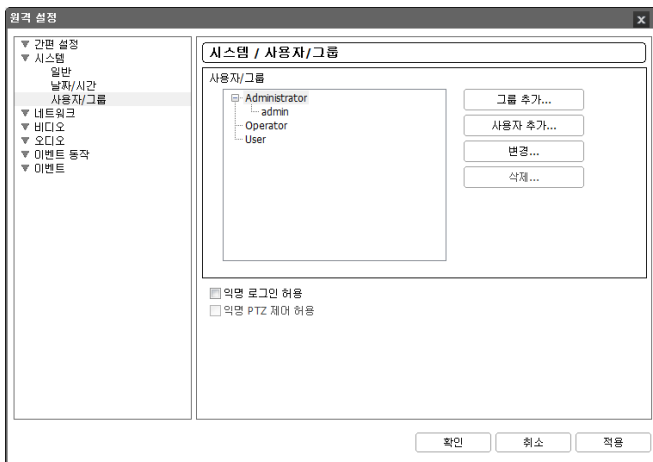 원격 설정
간편 설정
시스템
일반
날짜/시간
사용자/그룹
네트워크
비디오
오디오
이벤트 동작
이벤트
시스템 / 사용자/그룹
사용자/그룹
Administrator
admin
Operator
User
그룹 추가...
사용자 추가...
변경...
삭제...
익명 로그인 허용
익명 PTZ 제어 허용
확인
취소
적용